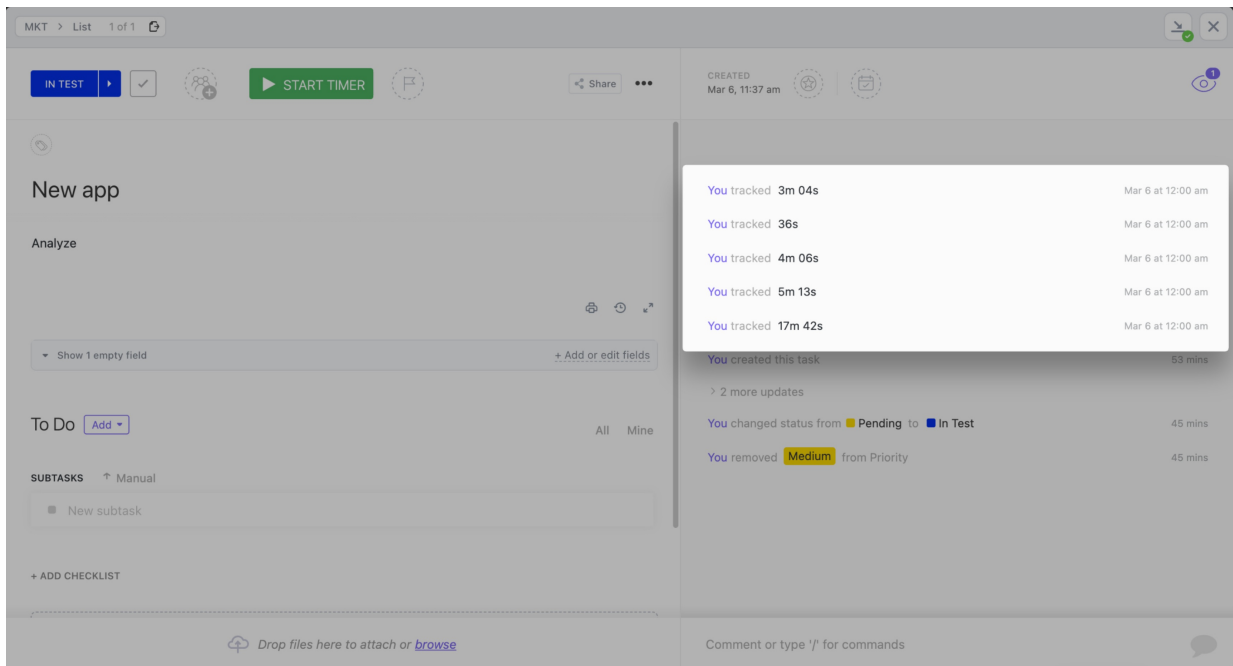 MKT > List 1 of 1
IN TEST
START TIMER
Share
CREATED
Mar 6, 11:37 am
1
New app
Analyze
Show 1 empty field
+ Add or edit fields
To Do
Add
All
Mine
SUBTASKS
Manual
New subtask
+ ADD CHECKLIST
Drop files here to attach or browse
You tracked 3m 04s Mar 6 at 12:00 am
You tracked 36s Mar 6 at 12:00 am
You tracked 4m 06s Mar 6 at 12:00 am
You tracked 5m 13s Mar 6 at 12:00 am
You tracked 17m 42s Mar 6 at 12:00 am
You created this task 53 mins
> 2 more updates
You changed status from Pending to In Test 45 mins
You removed Medium from Priority 45 mins
Comment or type '/' for commands